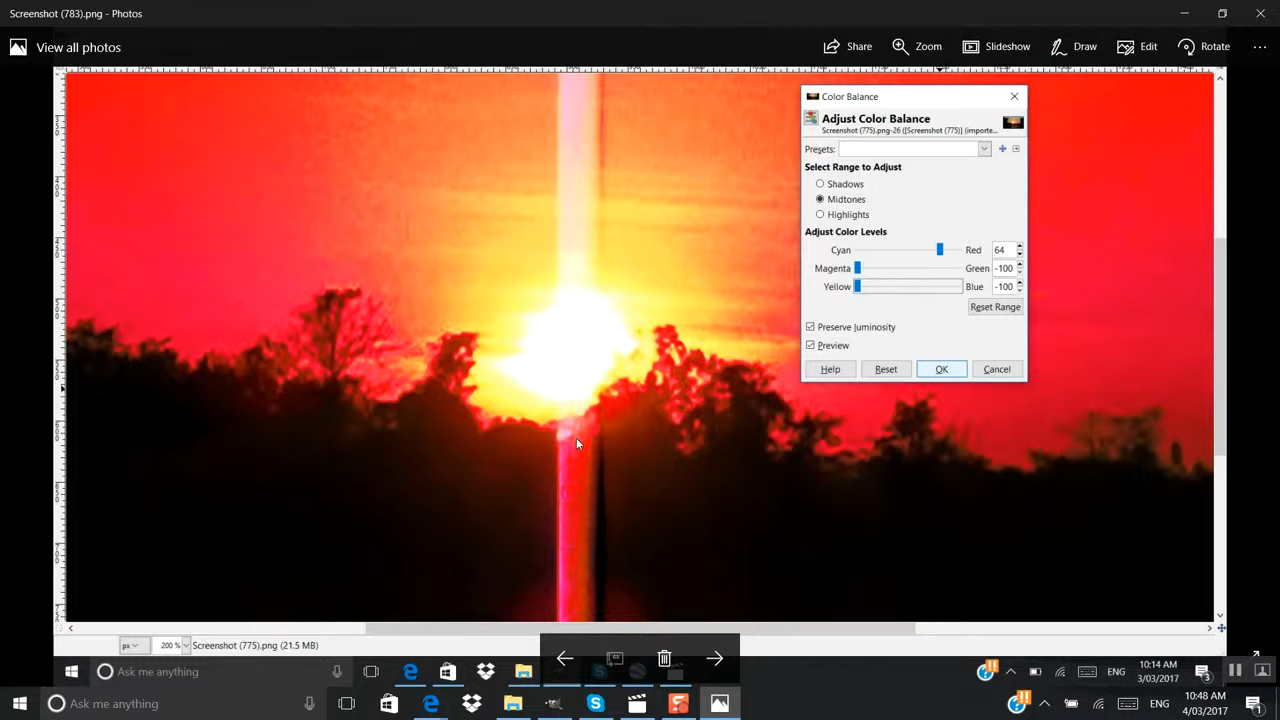 Screenshot (783).png - Photos
View all photos
Share
Zoom
Slideshow
Draw
Edit
Rotate
Color Balance
Adjust Color Balance
Screenshot (775).png-26 ([Screenshot (775)] (importe...
Presets:
Select Range to Adjust
Shadows
Midtones
Highlights
Adjust Color Levels
Cyan Red 64
Magenta Green -100
Yellow Blue -100
Reset Range
Preserve luminosity
Preview
Help Reset OK Cancel
px 200 % Screenshot (775).png (21.5 MB)
Ask me anything
ENG
10:14 AM
3/03/2017
3
Ask me anything
ENG
10:48 AM
4/03/2017
1